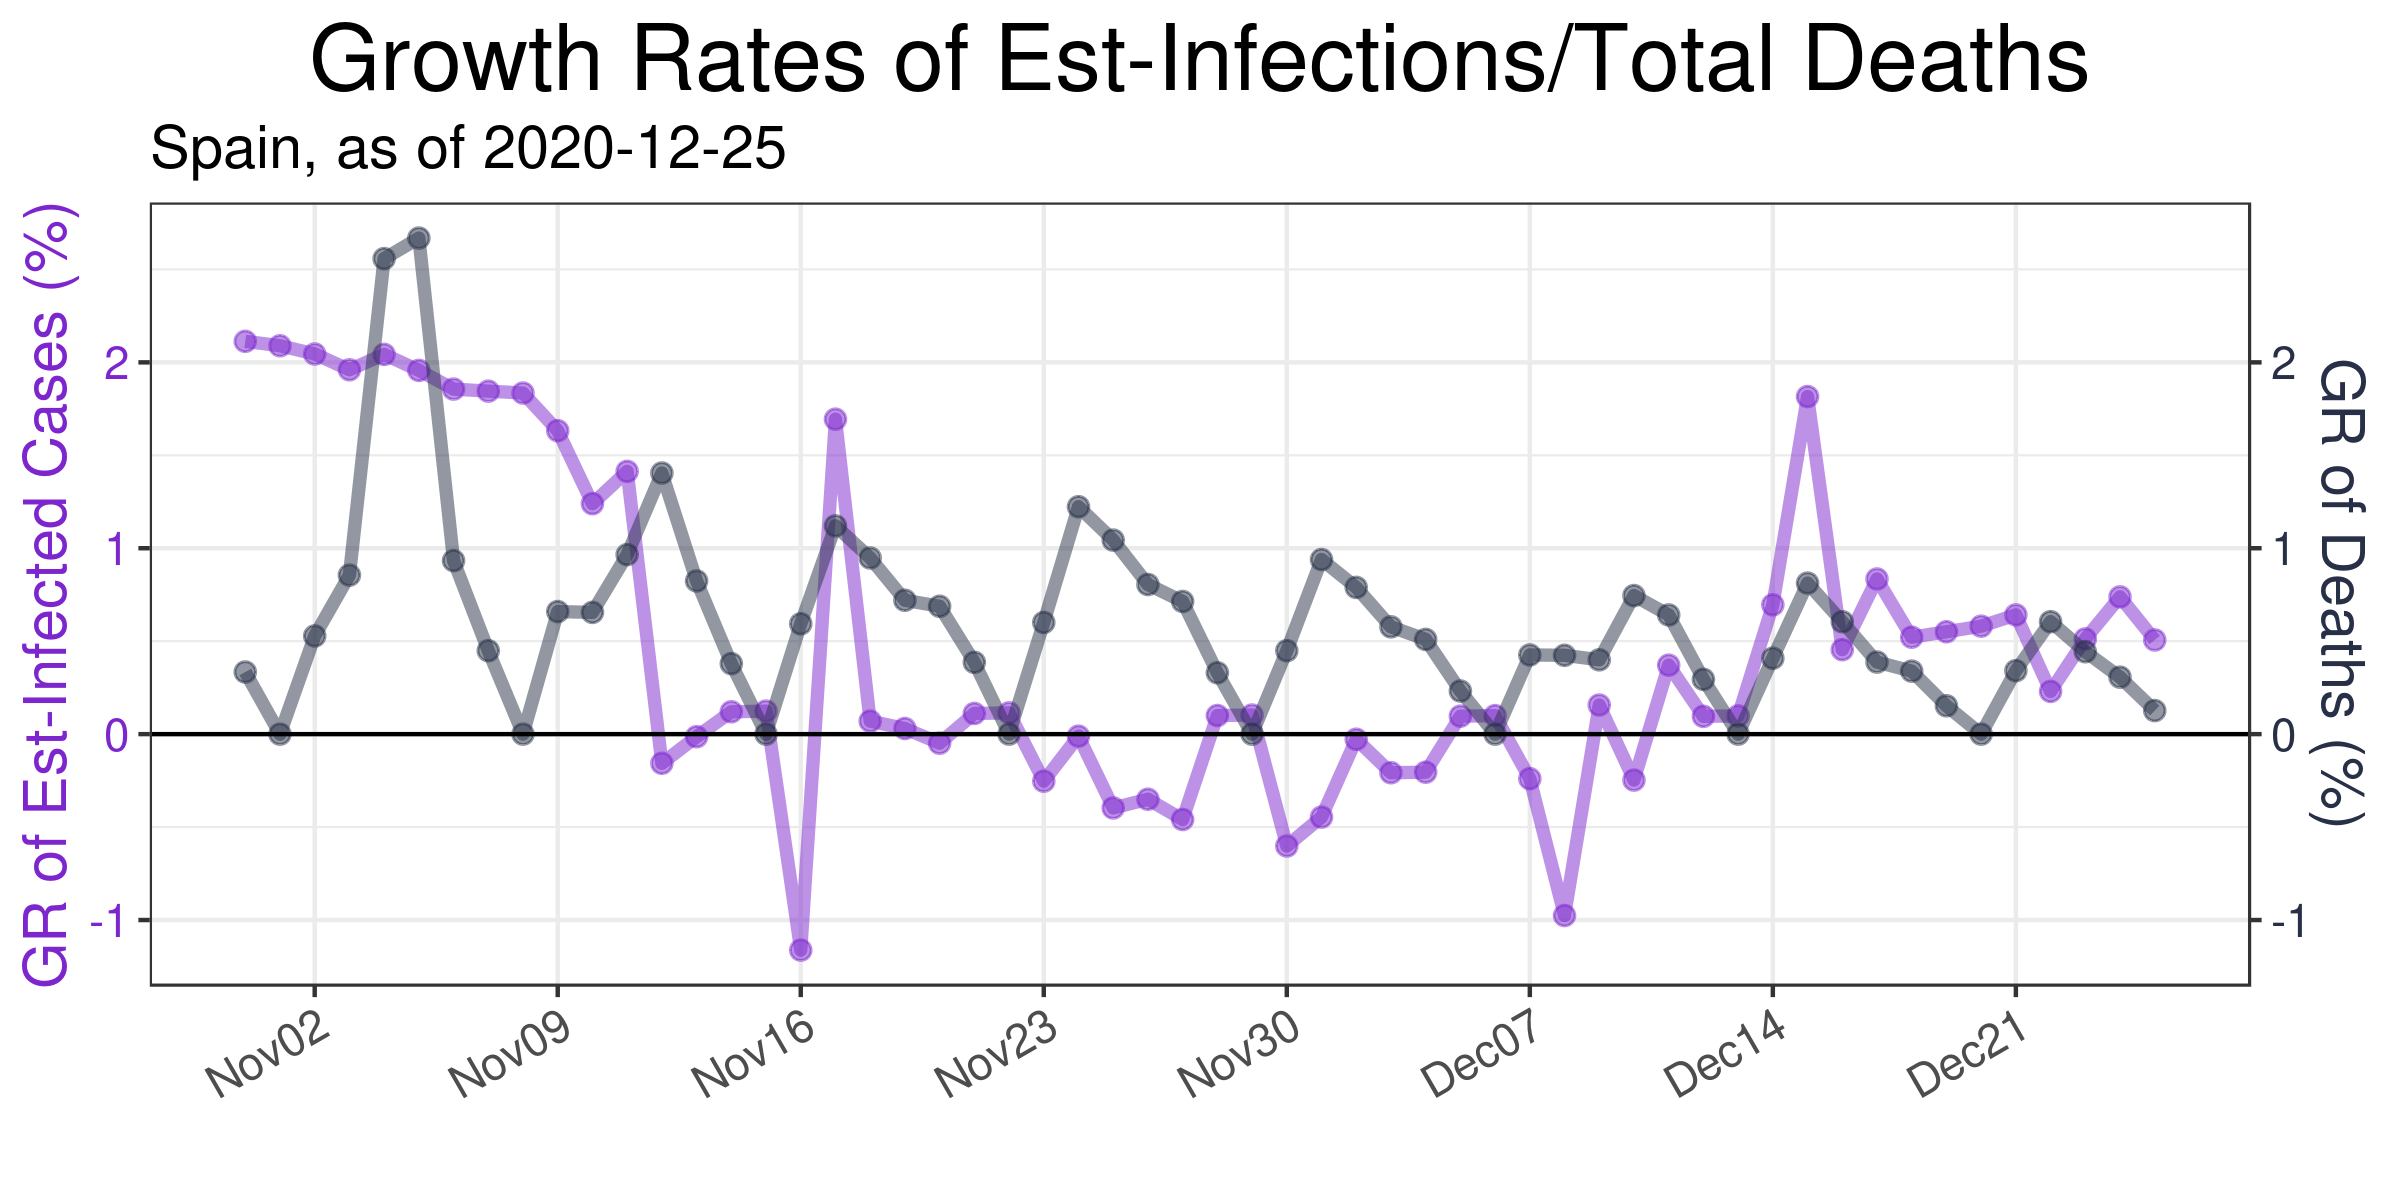 Growth Rates of Est-Infections/Total Deaths
Spain, as of 2020-12-25
GR of Est-Infected Cases (%)
2
1
0
-1
2
1
0
-1
GR of Deaths (%)
Nov02
Nov09
Nov16
Nov23
Nov30
Dec07
Dec14
Dec21